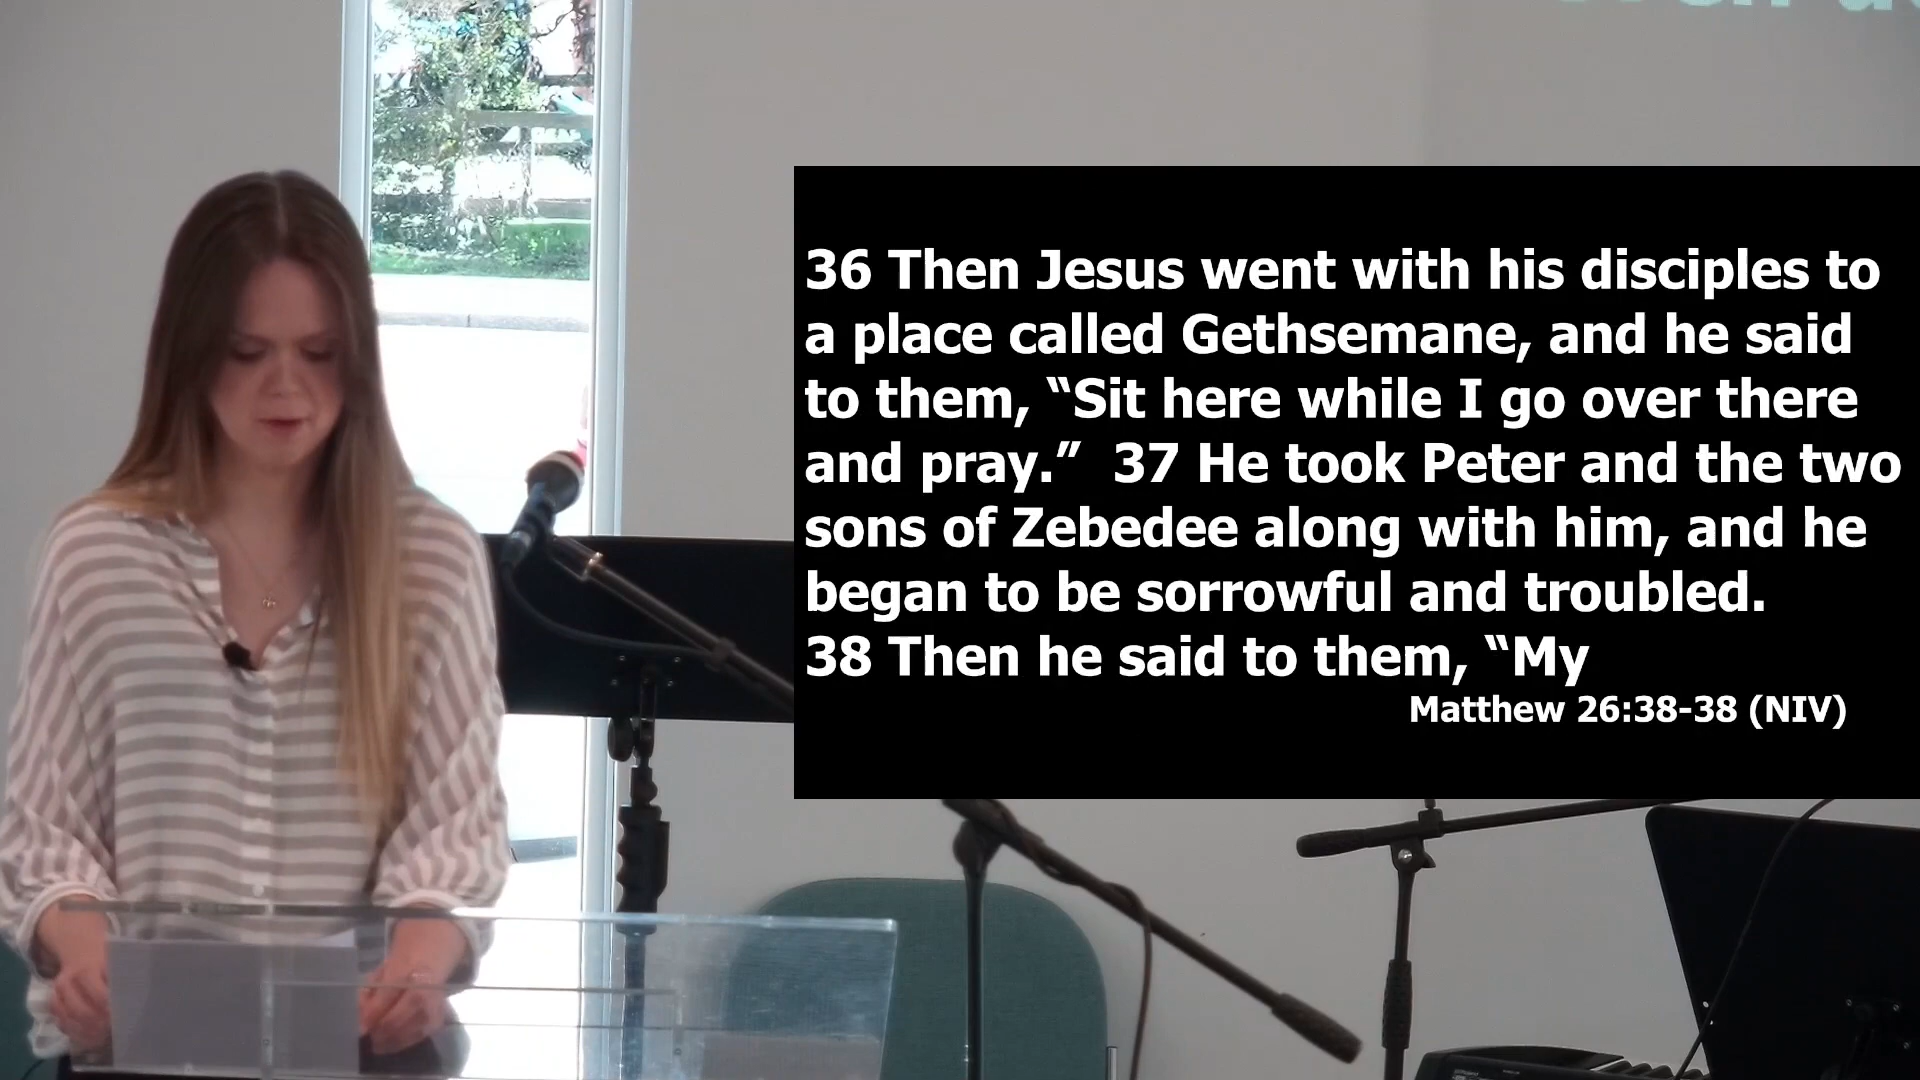 36 Then Jesus went with his disciples to
a place called Gethsemane, and he said
to them, “Sit here while I go over there
and pray.” 37 He took Peter and the two
sons of Zebedee along with him, and he
began to be sorrowful and troubled.
38 Then he said to them, “My
Matthew 26:38-38 (NIV)